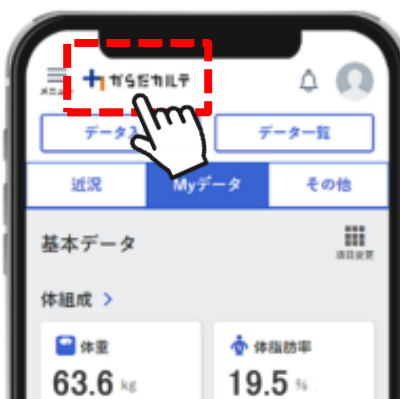 からだカルテ
メニュー
データ入
データ一覧
近況
Myデータ
その他
基本データ
項目変更
体組成 >
体重
体脂肪率
63.6 kg
19.5 %